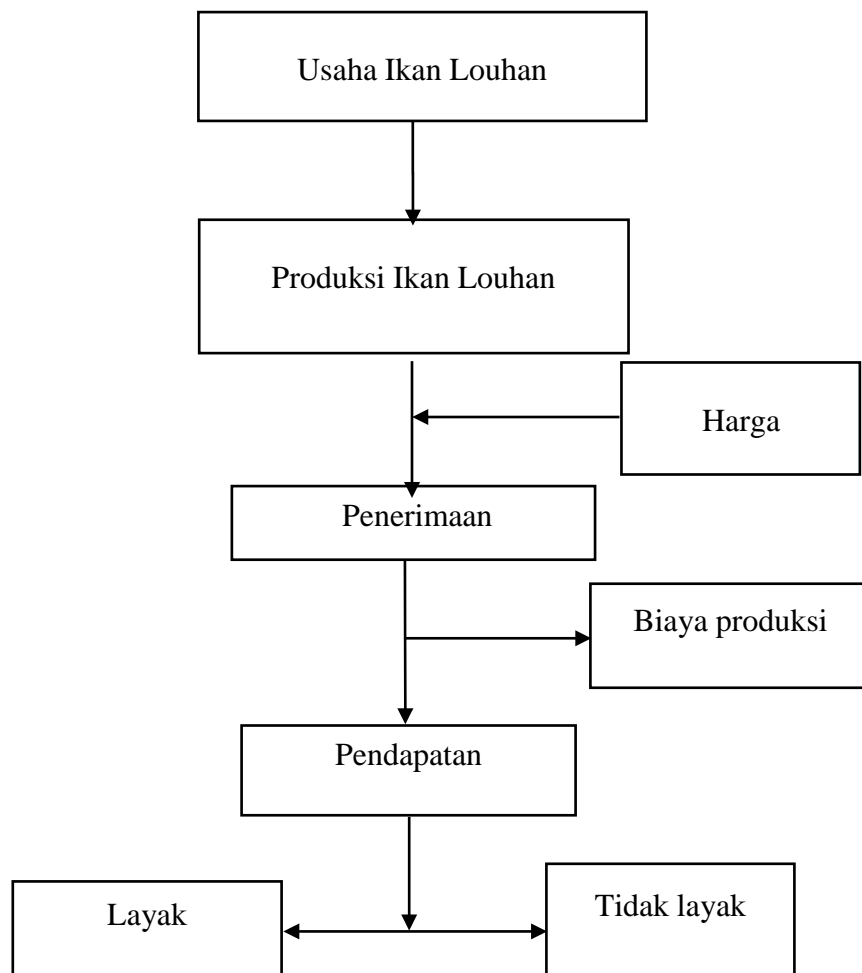 Usaha Ikan Louhan
Produksi Ikan Louhan
Harga
Penerimaan
Biaya produksi
Pendapatan
Layak
Tidak layak